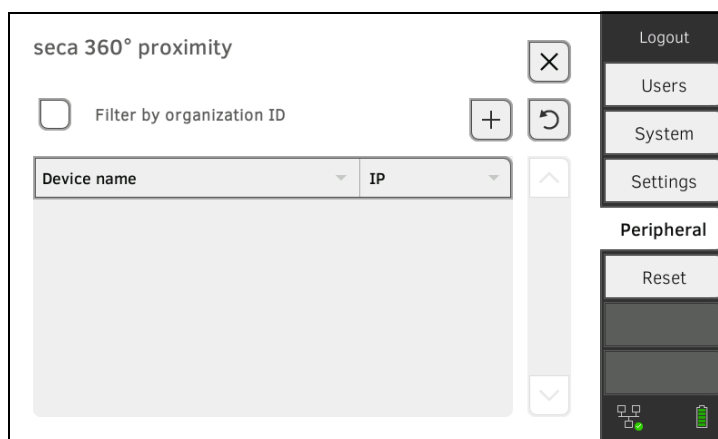 seca 360° proximity
Filter by organization ID
Device name
IP
Logout
Users
System
Settings
Peripheral
Reset